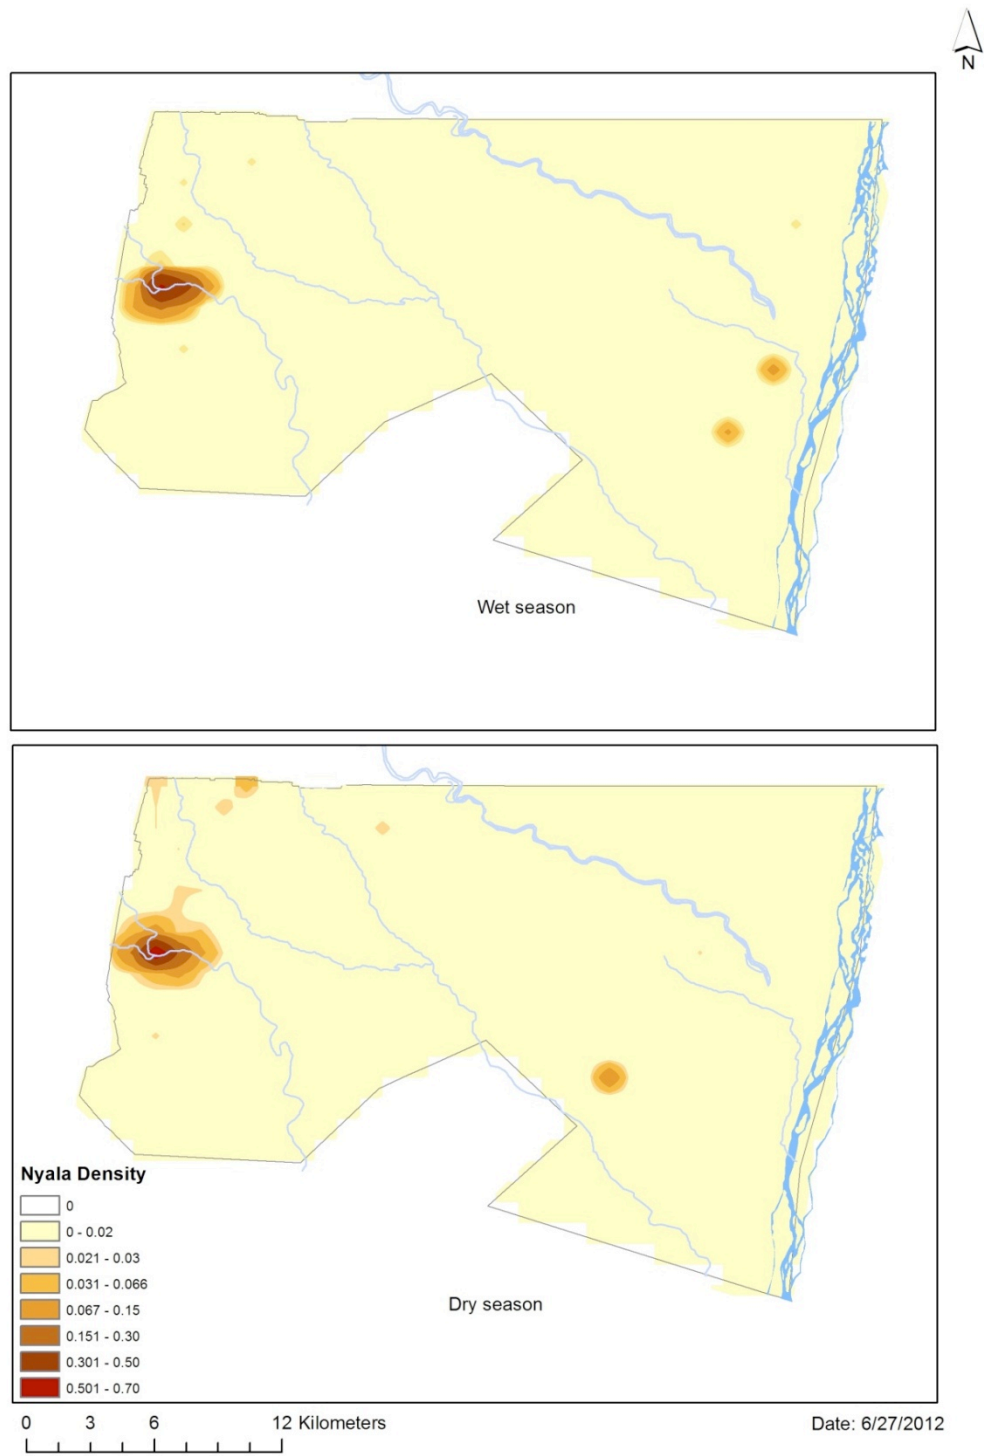 N
Wet season
Nyala Density
0
0 - 0.02
0.021 - 0.03
0.031 - 0.066
0.067 - 0.15
0.151 - 0.30
0.301 - 0.50
0.501 - 0.70
Dry season
0 3 6 12 Kilometers
Date: 6/27/2012